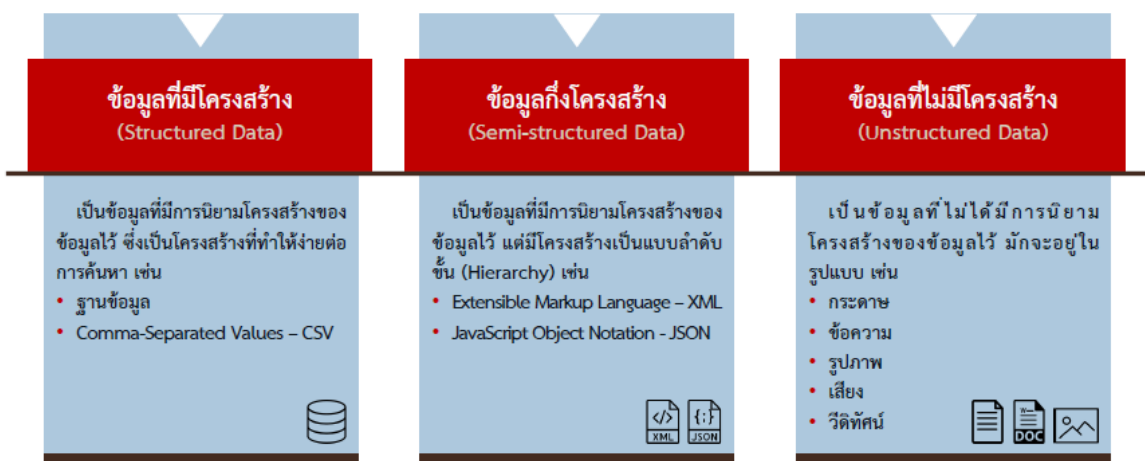 ข้อมูลที่มีโครงสร้าง
(Structured Data)
เป็นข้อมูลที่มีการนิยามโครงสร้างของ
ข้อมูลไว้ ซึ่งเป็นโครงสร้างที่ทำให้ง่ายต่อ
การค้นหา เช่น
• ฐานข้อมูล
• Comma-Separated Values – CSV
ข้อมูลกึ่งโครงสร้าง
(Semi-structured Data)
เป็นข้อมูลที่มีการนิยามโครงสร้างของ
ข้อมูลไว้ แต่มีโครงสร้างเป็นแบบลำดับ
ชั้น (Hierarchy) เช่น
• Extensible Markup Language – XML
• JavaScript Object Notation - JSON
</>
XML
{:}
JSON
ข้อมูลที่ไม่มีโครงสร้าง
(Unstructured Data)
เป็นข้อมูลที่ไม่ได้มีการนิยาม
โครงสร้างของข้อมูลไว้ มักจะอยู่ใน
รูปแบบ เช่น
• กระดาษ
• ข้อความ
• รูปภาพ
• เสียง
• วีดิทัศน์
W
DOC